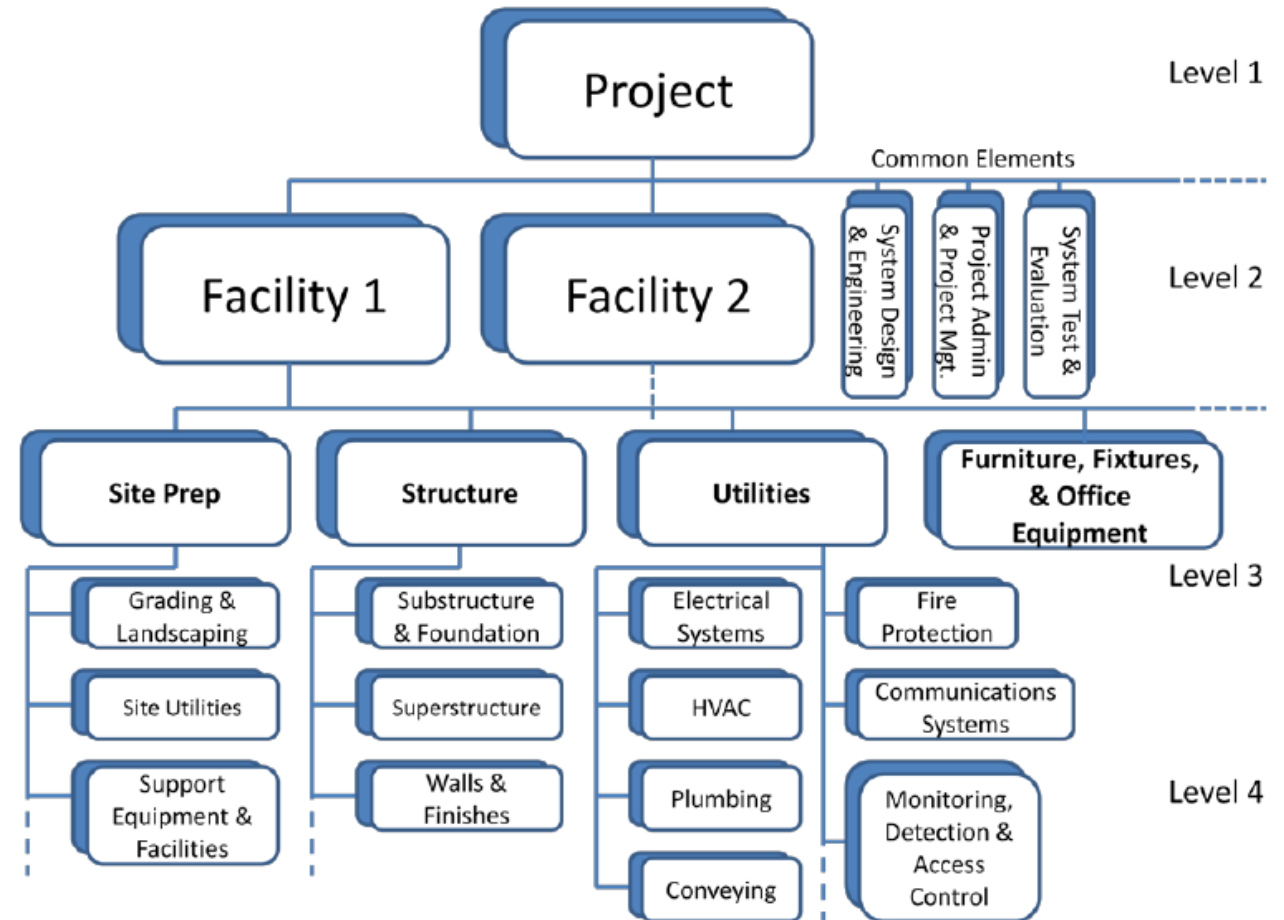 Project
Level 1
Common Elements
Facility 1
Facility 2
System Design
& Engineering
Project Admin
& Project Mgt.
System Test &
Evaluation
Level 2
Site Prep
Structure
Utilities
Furniture, Fixtures,
& Office
Equipment
Level 3
Grading &
Landscaping
Site Utilities
Support
Equipment &
Facilities
Substructure
& Foundation
Superstructure
Walls &
Finishes
Electrical
Systems
HVAC
Plumbing
Conveying
Fire
Protection
Communications
Systems
Monitoring,
Detection &
Access
Control
Level 4